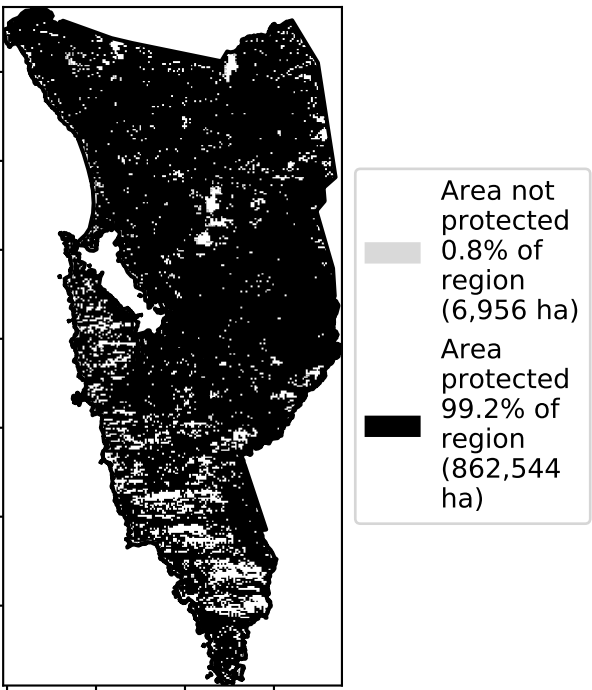 Area not
protected
0.8% of
region
(6,956 ha)
Area
protected
99.2% of
region
(862,544
ha)